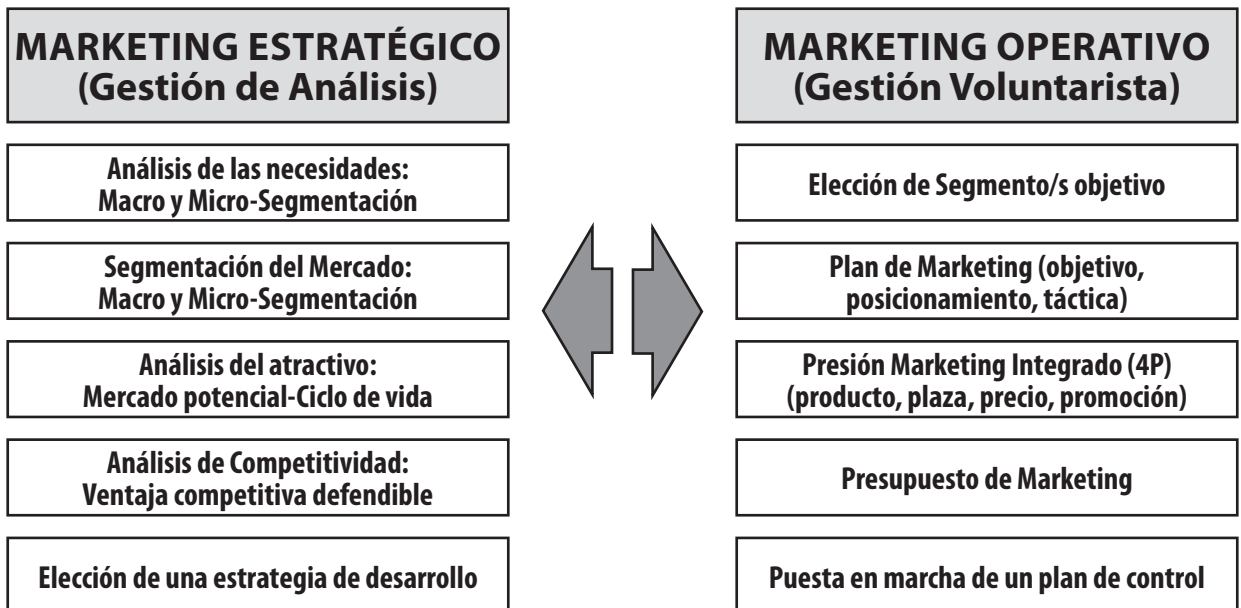 MARKETING ESTRATÉGICO
(Gestión de Análisis)
Análisis de las necesidades:
Macro y Micro-Segmentación
Segmentación del Mercado:
Macro y Micro-Segmentación
Análisis del atractivo:
Mercado potencial-Ciclo de vida
Análisis de Competitividad:
Ventaja competitiva defendible
Elección de una estrategia de desarrollo
MARKETING OPERATIVO
(Gestión Voluntarista)
Elección de Segmento/s objetivo
Plan de Marketing (objetivo,
posicionamiento, táctica)
Presión Marketing Integrado (4P)
(producto, plaza, precio, promoción)
Presupuesto de Marketing
Puesta en marcha de un plan de control